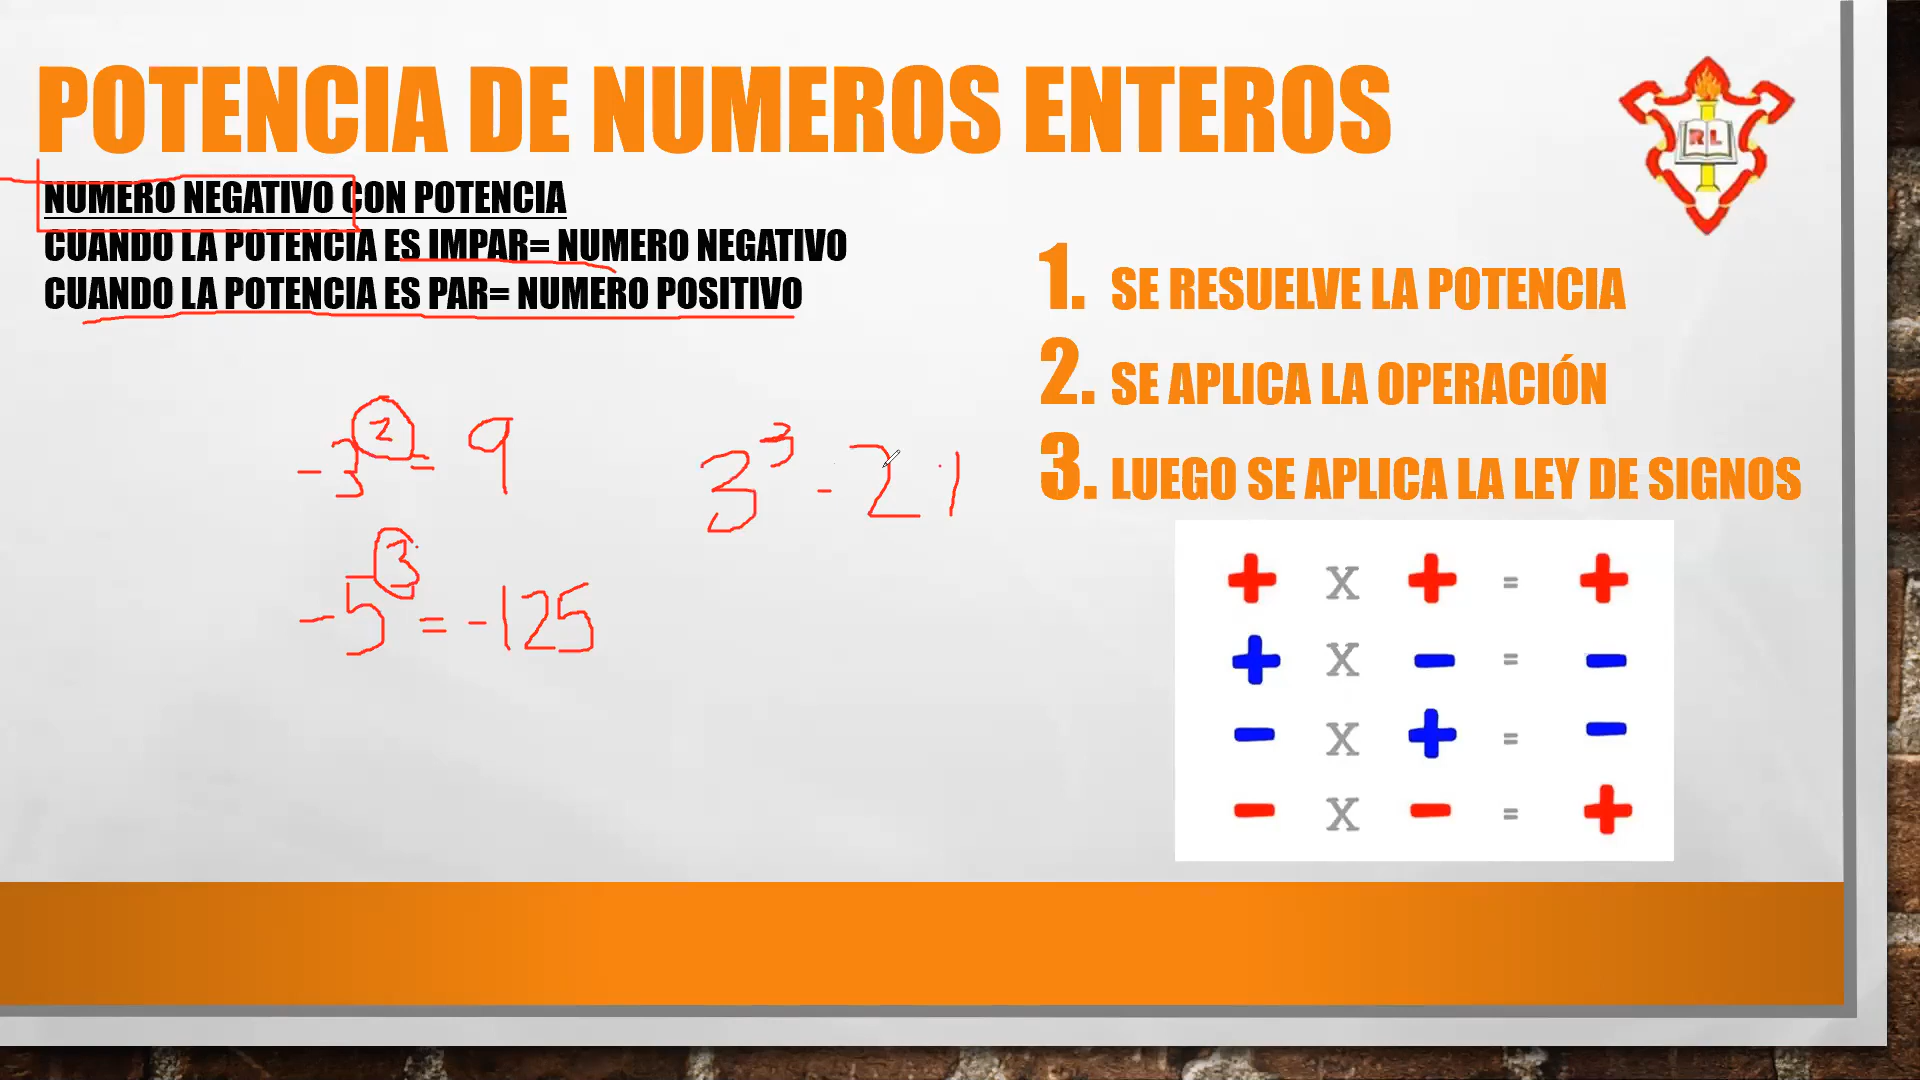 POTENCIA DE NUMEROS ENTEROS
RL
NUMERO NEGATIVO CON POTENCIA
CUANDO LA POTENCIA ES IMPAR= NUMERO NEGATIVO
CUANDO LA POTENCIA ES PAR= NUMERO POSITIVO
1. SE RESUELVE LA POTENCIA
2. SE APLICA LA OPERACIÓN
3. LUEGO SE APLICA LA LEY DE SIGNOS
-3² = 9
3³ - 21
-5³ = -125
+ x + = +
+ x - = -
- x + = -
- x - = +